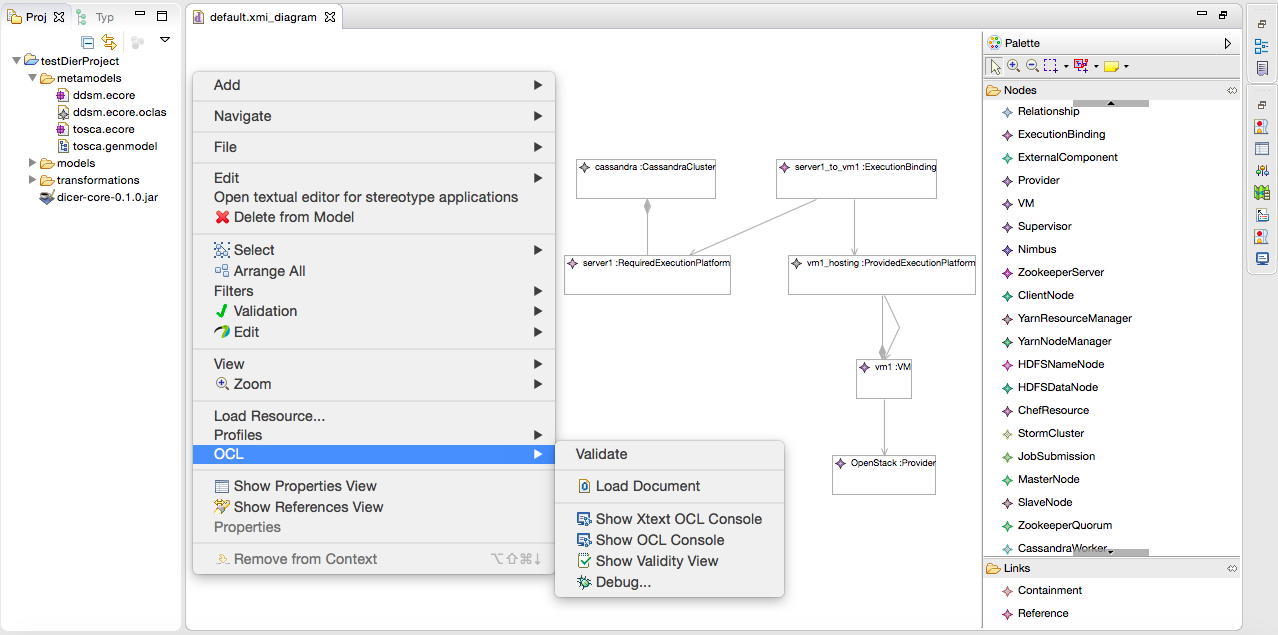 Proj
Typ
testDierProject
metamodels
ddsm.ecore
ddsm.ecore.oclas
tosca.ecore
tosca.genmodel
models
transformations
dicer-core-0.1.0.jar
default.xmi_diagram
Add
Navigate
File
Edit
Open textual editor for stereotype applications
Delete from Model
Select
Arrange All
Filters
Validation
Edit
View
Zoom
Load Resource...
Profiles
OCL
Show Properties View
Show References View
Properties
Remove from Context ⌥⇧⌘↓
Validate
Load Document
Show Xtext OCL Console
Show OCL Console
Show Validity View
Debug...
cassandra :CassandraCluster
server1_to_vm1 :ExecutionBinding
server1 :RequiredExecutionPlatform
vm1_hosting :ProvidedExecutionPlatform
vm1 :VM
OpenStack :Provider
Palette
Nodes
Relationship
ExecutionBinding
ExternalComponent
Provider
VM
Supervisor
Nimbus
ZookeeperServer
ClientNode
YarnResourceManager
YarnNodeManager
HDFSNameNode
HDFSDataNode
ChefResource
StormCluster
JobSubmission
MasterNode
SlaveNode
ZookeeperQuorum
CassandraWorker
Links
Containment
Reference